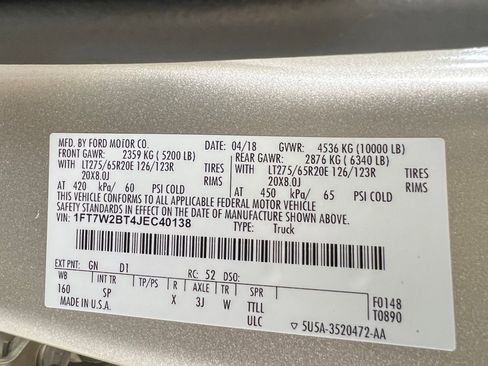 MFD. BY FORD MOTOR CO. 04/18 GVWR: 4536 KG (10000 LB)
FRONT GAWR: 2359 KG ( 5200 LB) REAR GAWR: 2876 KG ( 6340 LB)
WITH LT275/65R20E 126/123R TIRES WITH LT275/65R20E 126/123R TIRES
20X8.0J RIMS 20X8.0J RIMS
AT 420 kPa/ 60 PSI COLD AT 450 kPa/ 65 PSI COLD
THIS VEHICLE CONFORMS TO ALL APPLICABLE FEDERAL MOTOR VEHICLE
SAFETY STANDARDS IN EFFECT ON THE DATE OF MANUFACTURE SHOWN ABOVE.
VIN: 1FT7W2BT4JEC40138 TYPE: Truck
EXT PNT: GN D1 RC: 52 DSO:
WB INT TR TP/PS R AXLE TR SPR
160 SP X 3J W TTLL F0148
MADE IN U.S.A. ULC T0890
▽ 5U5A-3520472-AA